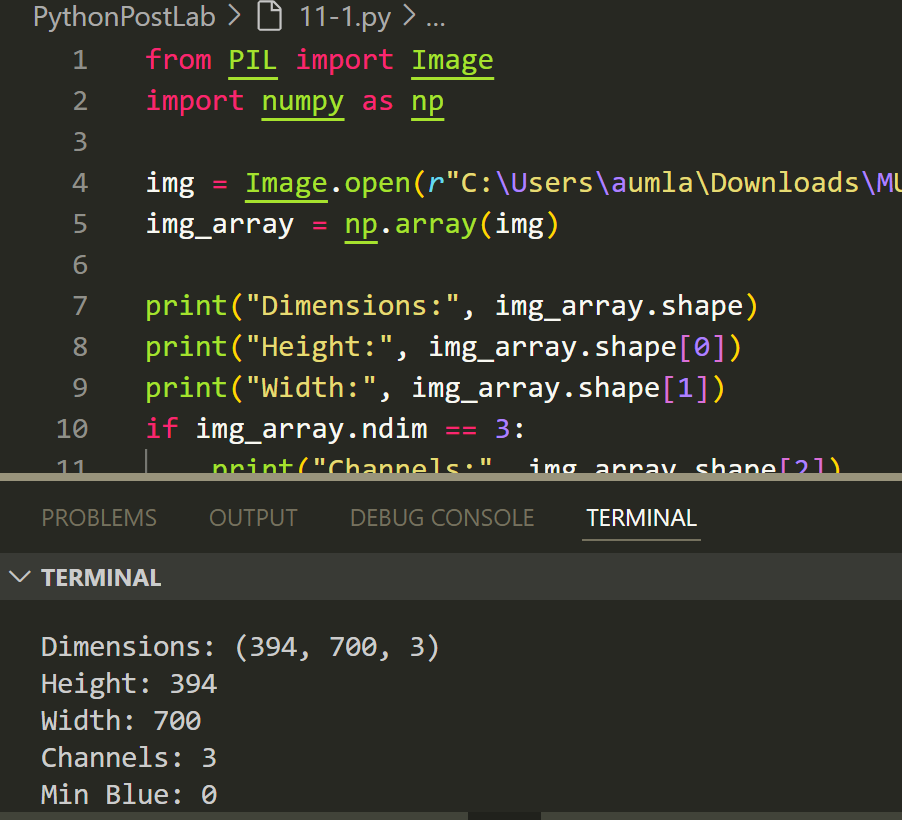 PythonPostLab > 11-1.py > ...
1 from PIL import Image
2 import numpy as np
3
4 img = Image.open(r"C:\Users\aumla\Downloads\MU
5 img_array = np.array(img)
6
7 print("Dimensions:", img_array.shape)
8 print("Height:", img_array.shape[0])
9 print("Width:", img_array.shape[1])
10 if img_array.ndim == 3:
11 print("Channels:", img_array.shape[2])
PROBLEMS OUTPUT DEBUG CONSOLE TERMINAL
TERMINAL
Dimensions: (394, 700, 3)
Height: 394
Width: 700
Channels: 3
Min Blue: 0